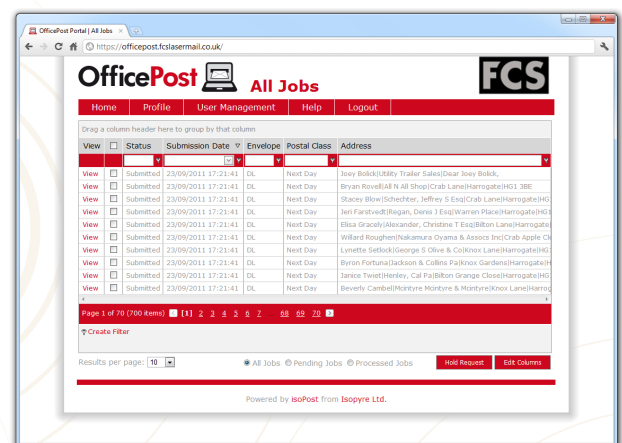 OfficePost Portal | All Jobs
https://officepost.fcslasermail.co.uk/
OfficePost All Jobs FCS
Home Profile User Management Help Logout
Drag a column header here to group by that column
View Status Submission Date Envelope Postal Class Address
View Submitted 23/09/2011 17:21:41 DL Next Day Joey Bolick|Utility Trailer Sales|Dear Joey Bolick,
View Submitted 23/09/2011 17:21:41 DL Next Day Bryan Rovell|All N All Shop|Crab Lane|Harrogate|HG1 3BE
View Submitted 23/09/2011 17:21:41 DL Next Day Stacey Blow|Schechter, Jeffrey S Esq|Crab Lane|Harrogate|HG
View Submitted 23/09/2011 17:21:41 DL Next Day Jeri Farstvedt|Regan, Denis J Esq|Warren Place|Harrogate|HG1
View Submitted 23/09/2011 17:21:41 DL Next Day Elisa Gracely|Alexander, Christine T Esq|Bilton Lane|Harrogate|
View Submitted 23/09/2011 17:21:41 DL Next Day Willard Roughen|Nakamura Oyama & Assocs Inc|Crab Apple Cl
View Submitted 23/09/2011 17:21:41 DL Next Day Lynette Setlock|George S Olive & Co|Knox Lane|Harrogate|HG
View Submitted 23/09/2011 17:21:41 DL Next Day Byron Fortuna|Jackson & Collins Pa|Knox Gardens|Harrogate|H
View Submitted 23/09/2011 17:21:41 DL Next Day Janice Twiet|Henley, Cal Pa|Bilton Grange Close|Harrogate|HG
View Submitted 23/09/2011 17:21:41 DL Next Day Beverly Cambel|Mcintyre Mcintyre & Mcintyre|Knox Lane|Harrog
Page 1 of 70 (700 items) [1] 2 3 4 5 6 7 ... 68 69 70
Create Filter
Results per page: 10 All Jobs Pending Jobs Processed Jobs Hold Request Edit Columns
Powered by isoPost from Isopyre Ltd.